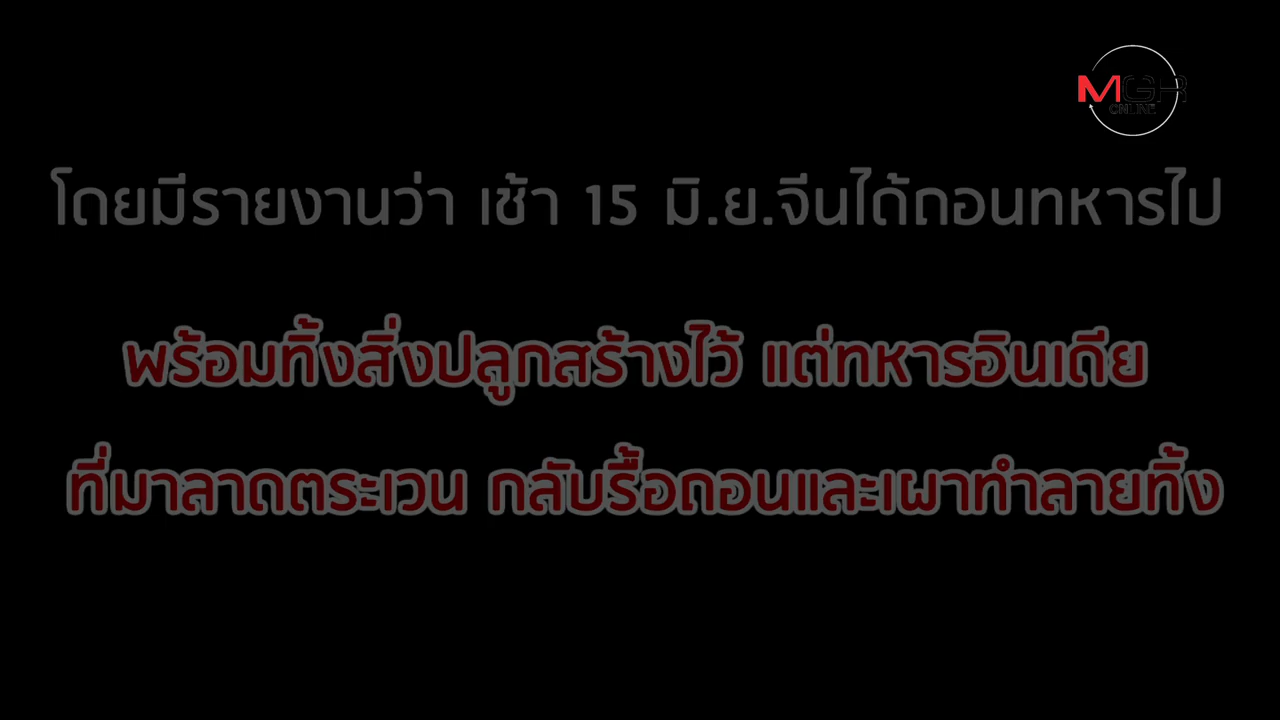 MGR
ONLINE
โดยมีรายงานว่า เช้า 15 มิ.ย.จีนได้ถอนทหารไป
พร้อมทิ้งสิ่งปลูกสร้างไว้ แต่ทหารอินเดีย
ที่มาลาดตระเวน กลับรื้อถอนและเผาทำลายทิ้ง